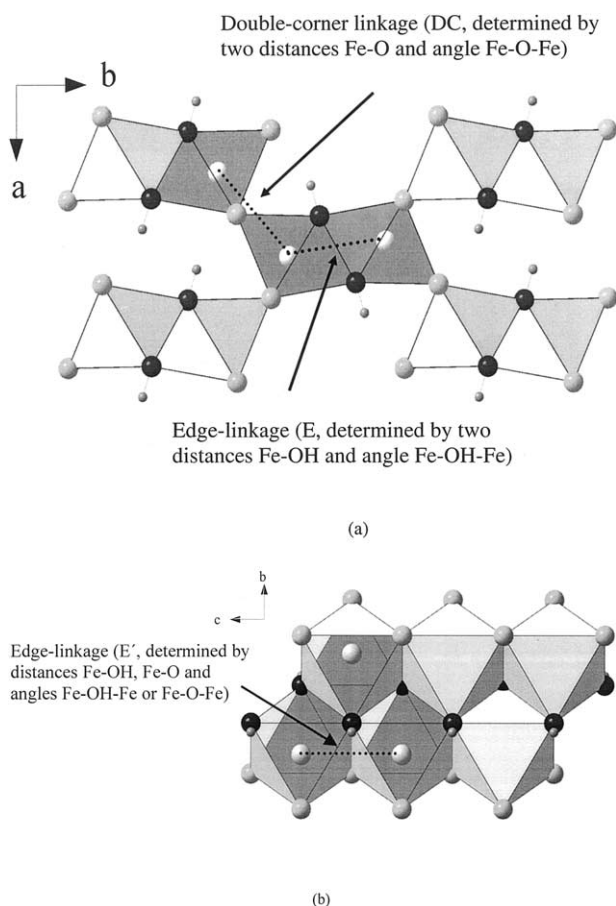 Double-corner linkage (DC, determined by
two distances Fe-O and angle Fe-O-Fe)
b
a
Edge-linkage (E, determined by two
distances Fe-OH and angle Fe-OH-Fe)
(a)
b
c
Edge-linkage (E´, determined by
distances Fe-OH, Fe-O and
angles Fe-OH-Fe or Fe-O-Fe)
(b)